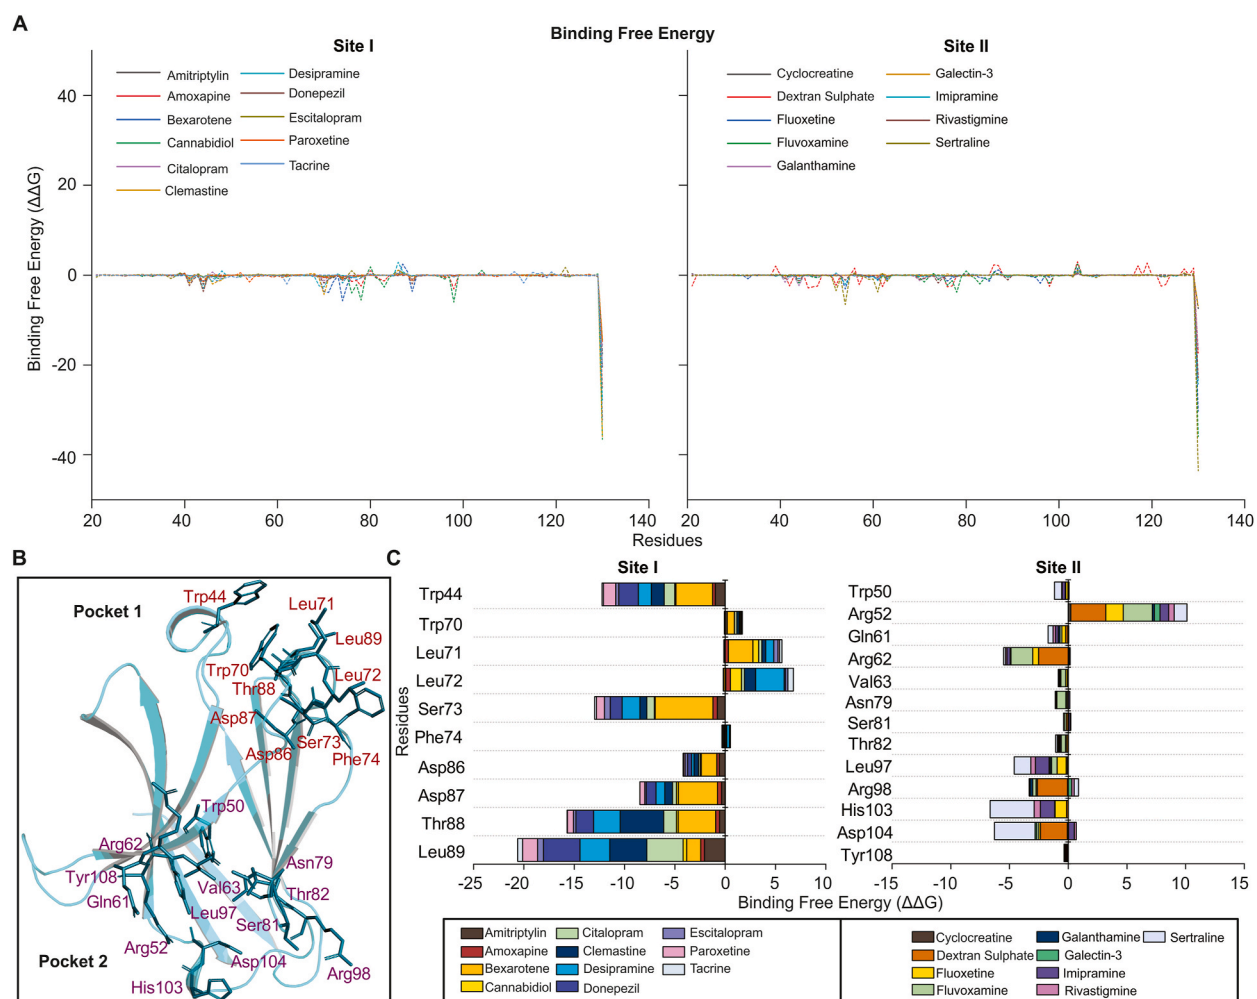 A
Binding Free Energy
Site I
Site II
Amitriptylin
Amoxapine
Bexarotene
Cannabidiol
Citalopram
Clemastine
Desipramine
Donepezil
Escitalopram
Paroxetine
Tacrine
Cyclocreatine
Dextran Sulphate
Fluoxetine
Fluvoxamine
Galanthamine
Galectin-3
Imipramine
Rivastigmine
Sertraline
Binding Free Energy (ΔΔG)
40
20
0
-20
-40
20 40 60 80 100 120 140
20 40 60 80 100 120 140
Residues
B
Pocket 1
Trp44
Leu71
Leu89
Trp70
Leu72
Thr88
Asp87
Ser73
Asp86
Phe74
Trp50
Arg62
Asn79
Tyr108
Val63
Thr82
Gln61
Leu97
Ser81
Arg52
Asp104
Pocket 2
Arg98
His103
C
Site I
Residues
Trp44
Trp70
Leu71
Leu72
Ser73
Phe74
Asp86
Asp87
Thr88
Leu89
-25 -20 -15 -10 -5 0 5 10
Site II
Trp50
Arg52
Gln61
Arg62
Val63
Asn79
Ser81
Thr82
Leu97
Arg98
His103
Asp104
Tyr108
-15 -10 -5 0 5 10 15
Binding Free Energy (ΔΔG)
Amitriptylin
Amoxapine
Bexarotene
Cannabidiol
Citalopram
Clemastine
Desipramine
Donepezil
Escitalopram
Paroxetine
Tacrine
Cyclocreatine
Dextran Sulphate
Fluoxetine
Fluvoxamine
Galanthamine
Galectin-3
Imipramine
Rivastigmine
Sertraline